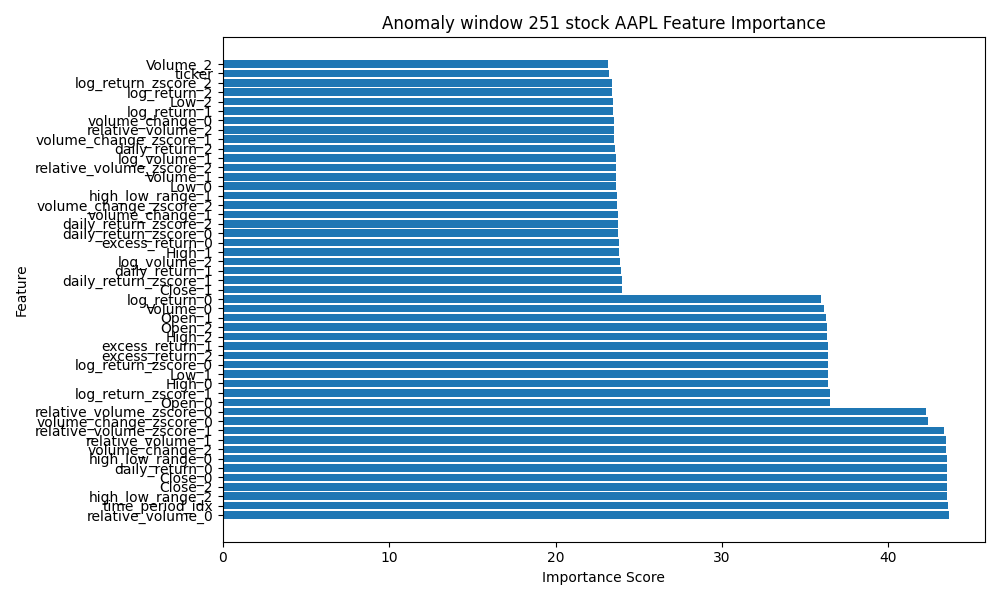 Anomaly window 251 stock AAPL Feature Importance
Volume_2
ticker
log_return_zscore_2
log_return_2
Low_2
log_return_1
volume_change_0
relative_volume_2
volume_change_zscore_1
daily_return_2
log_volume_1
relative_volume_zscore_2
Volume_1
Low_0
high_low_range_1
volume_change_zscore_2
volume_change_1
daily_return_zscore_2
daily_return_zscore_0
excess_return_0
High_1
log_volume_2
daily_return_1
daily_return_zscore_1
Close_1
log_return_0
Volume_0
Open_1
Open_2
High_2
excess_return_1
excess_return_2
log_return_zscore_0
Low_1
High_0
log_return_zscore_1
Open_0
relative_volume_zscore_0
volume_change_zscore_0
relative_volume_zscore_1
relative_volume_1
volume_change_2
high_low_range_0
daily_return_0
Close_0
Close_2
high_low_range_2
time_period_idx
relative_volume_0
Feature
0 10 20 30 40
Importance Score